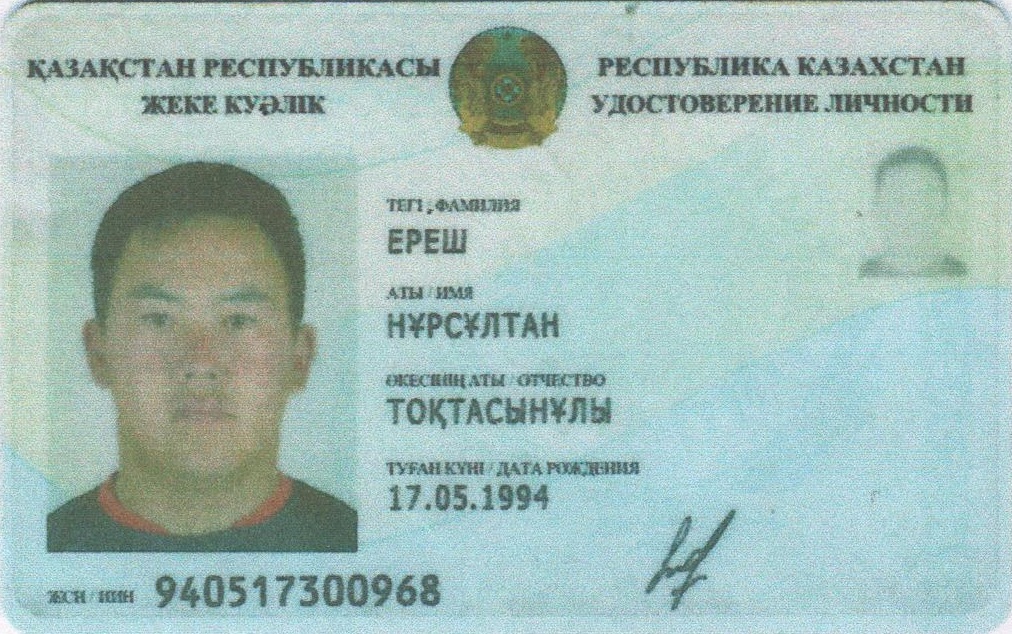 ҚАЗАҚСТАН РЕСПУБЛИКАСЫ
ЖЕКЕ КУӘЛІК
РЕСПУБЛИКА КАЗАХСТАН
УДОСТОВЕРЕНИЕ ЛИЧНОСТИ
ТЕГІ, ФАМИЛИЯ
ЕРЕШ
АТЫ / ИМЯ
НҰРСҰЛТАН
ӘКЕСІНІҢ АТЫ / ОТЧЕСТВО
ТОҚТАСЫНҰЛЫ
ТУҒАН КҮНІ / ДАТА РОЖДЕНИЯ
17.05.1994
ЖСН / ИИН 940517300968